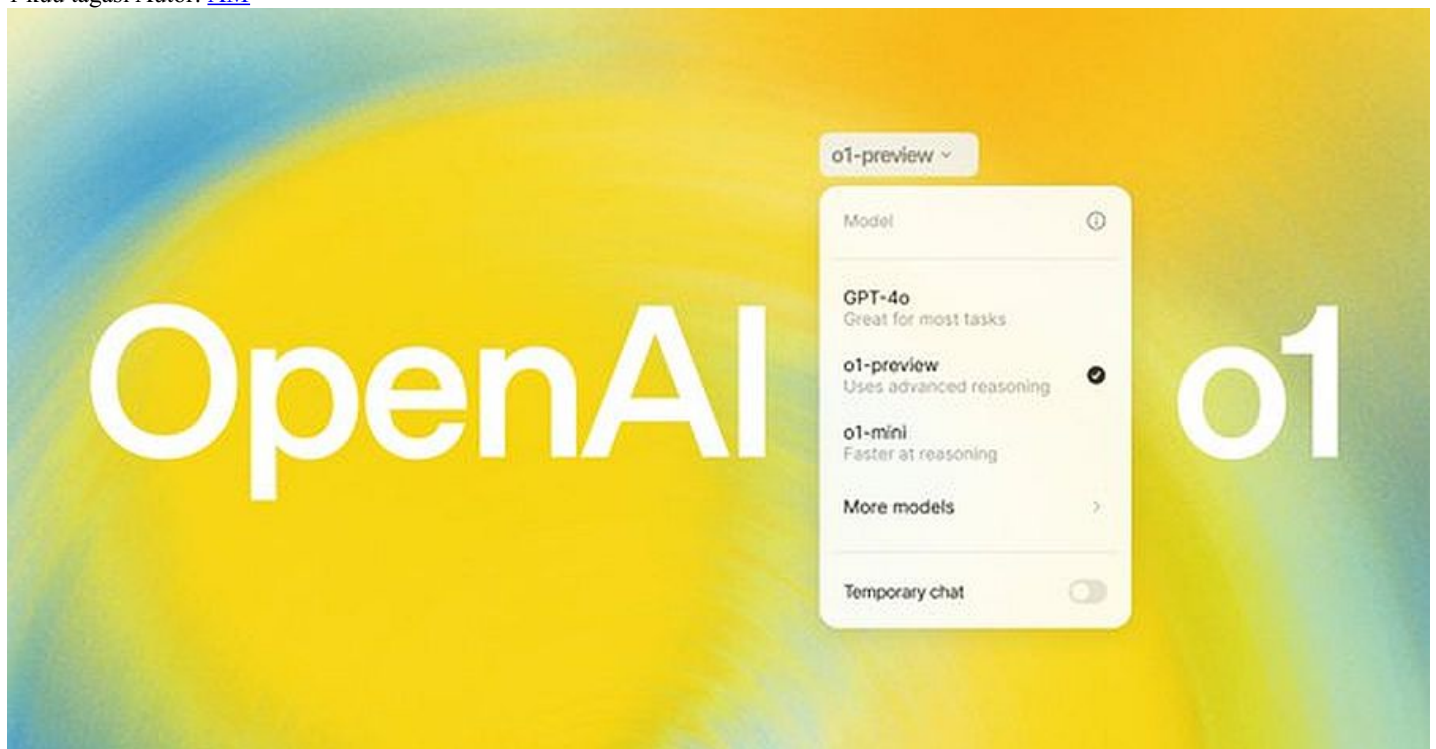 OpenAI o1
o1-preview
Model
GPT-4o
Great for most tasks
o1-preview
Uses advanced reasoning
o1-mini
Faster at reasoning
More models
Temporary chat